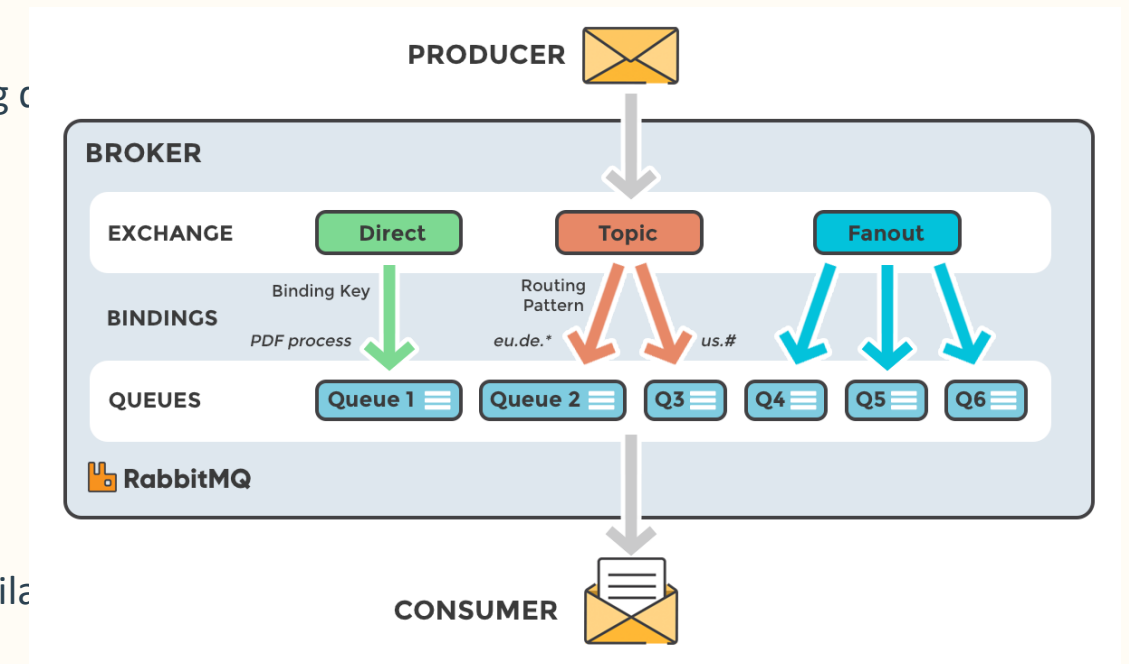 PRODUCER
g
BROKER
EXCHANGE
Direct
Topic
Fanout
Binding Key
Routing
Pattern
BINDINGS
PDF process
eu.de.*
us.#
QUEUES
Queue 1
Queue 2
Q3
Q4
Q5
Q6
RabbitMQ
ila
CONSUMER